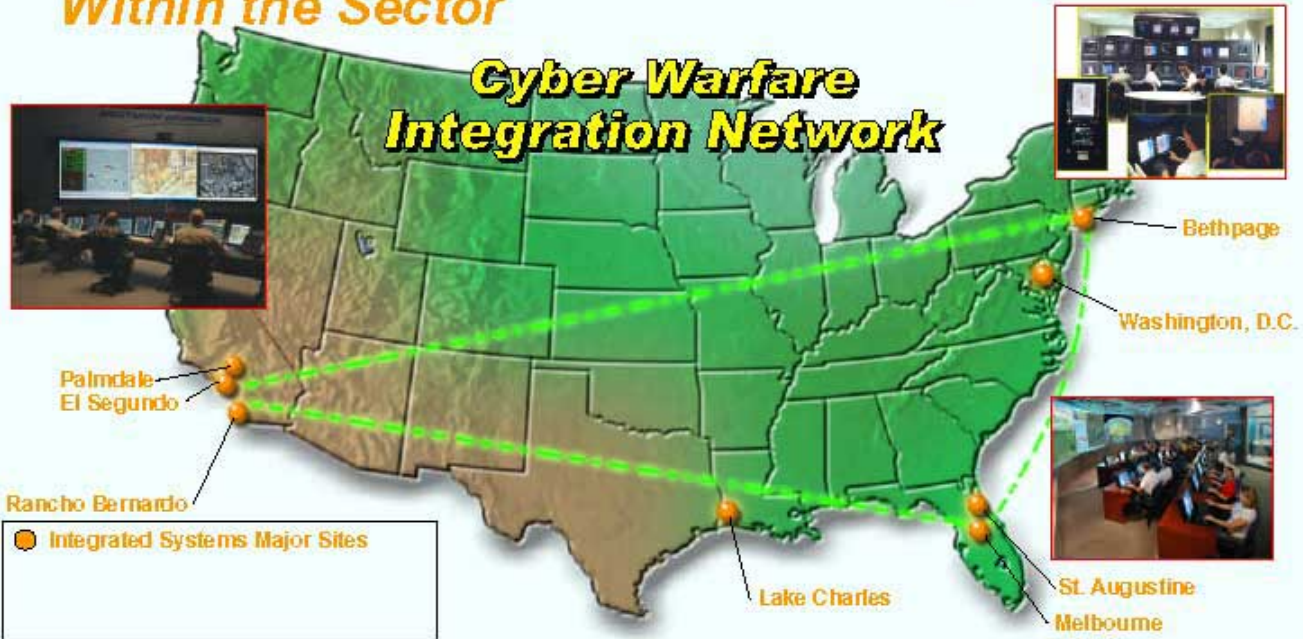 Within the Sector
Cyber Warfare
Integration Network
Bethpage
Washington, D.C.
Palmdale
El Segundo
Rancho Bernardo
Integrated Systems Major Sites
Lake Charles
St. Augustine
Melbourne